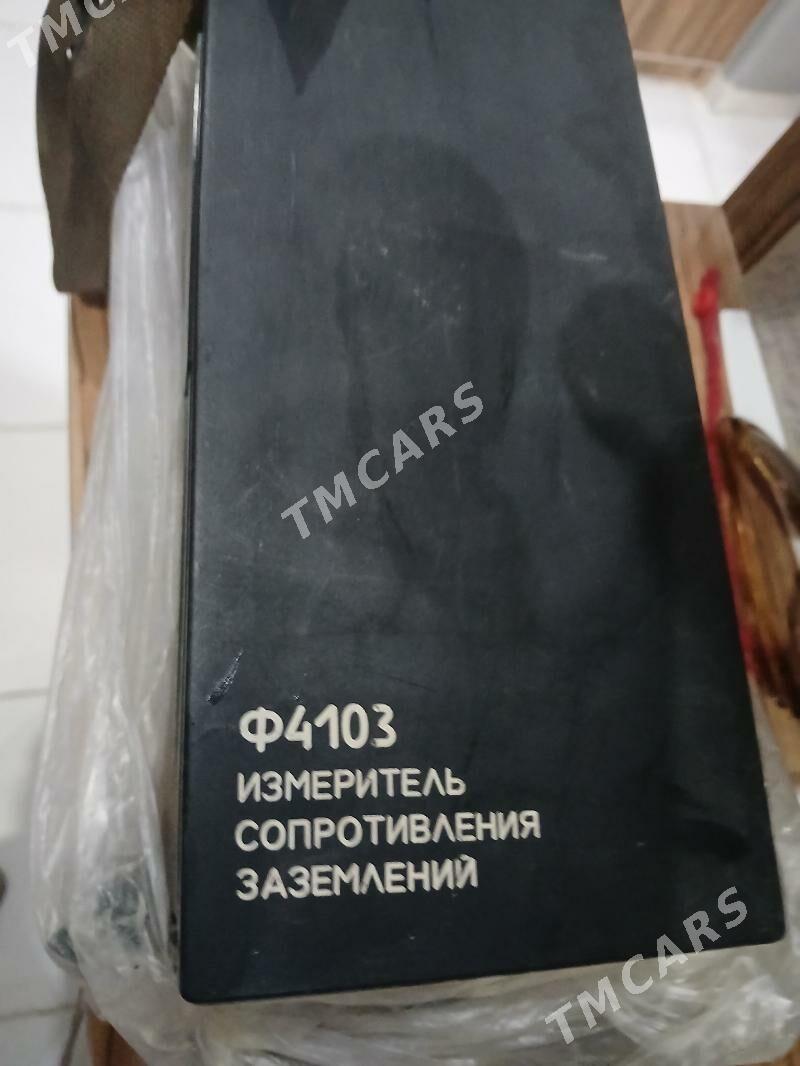 TMCARS
TMCARS
Ф4103
ИЗМЕРИТЕЛЬ
СОПРОТИВЛЕНИЯ
ЗАЗЕМЛЕНИЙ
TMCARS